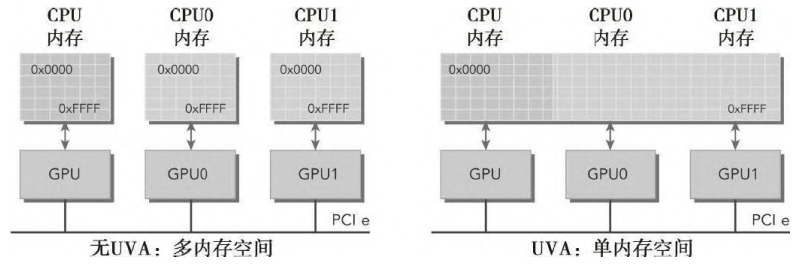 CPU
内存
CPU0
内存
CPU1
内存
0x0000
0xFFFF
0x0000
0xFFFF
0x0000
0xFFFF
GPU
GPU0
GPU1
PCI e
无UVA：多内存空间
CPU
内存
CPU0
内存
CPU1
内存
0x0000
0xFFFF
GPU
GPU0
GPU1
PCI e
UVA：单内存空间